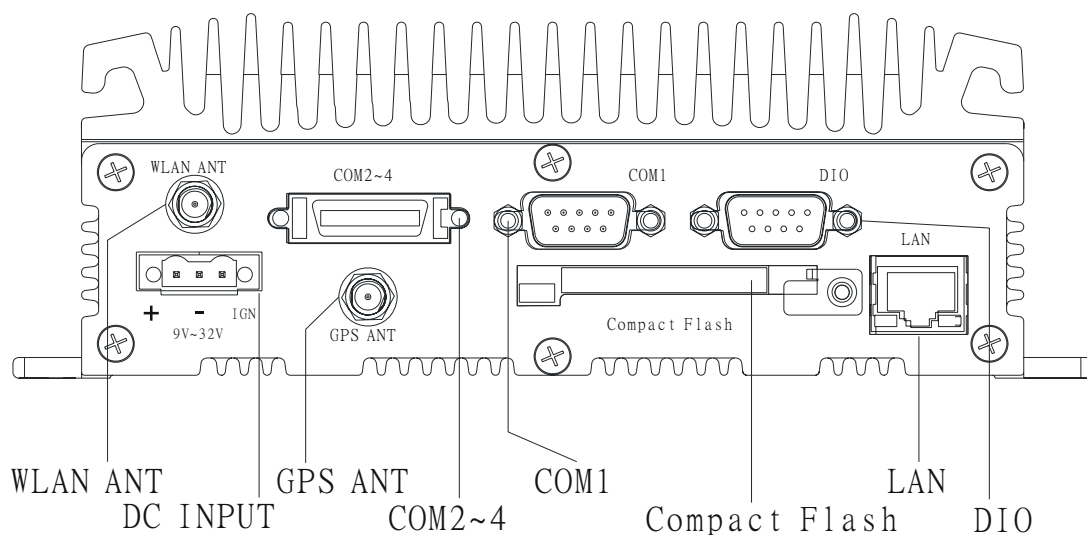 WLAN ANT
COM2~4
COM1
DIO
LAN
+ - IGN
9V~32V
GPS ANT
Compact Flash
WLAN ANT
GPS ANT
COM1
LAN
DC INPUT
COM2~4
Compact Flash
DIO